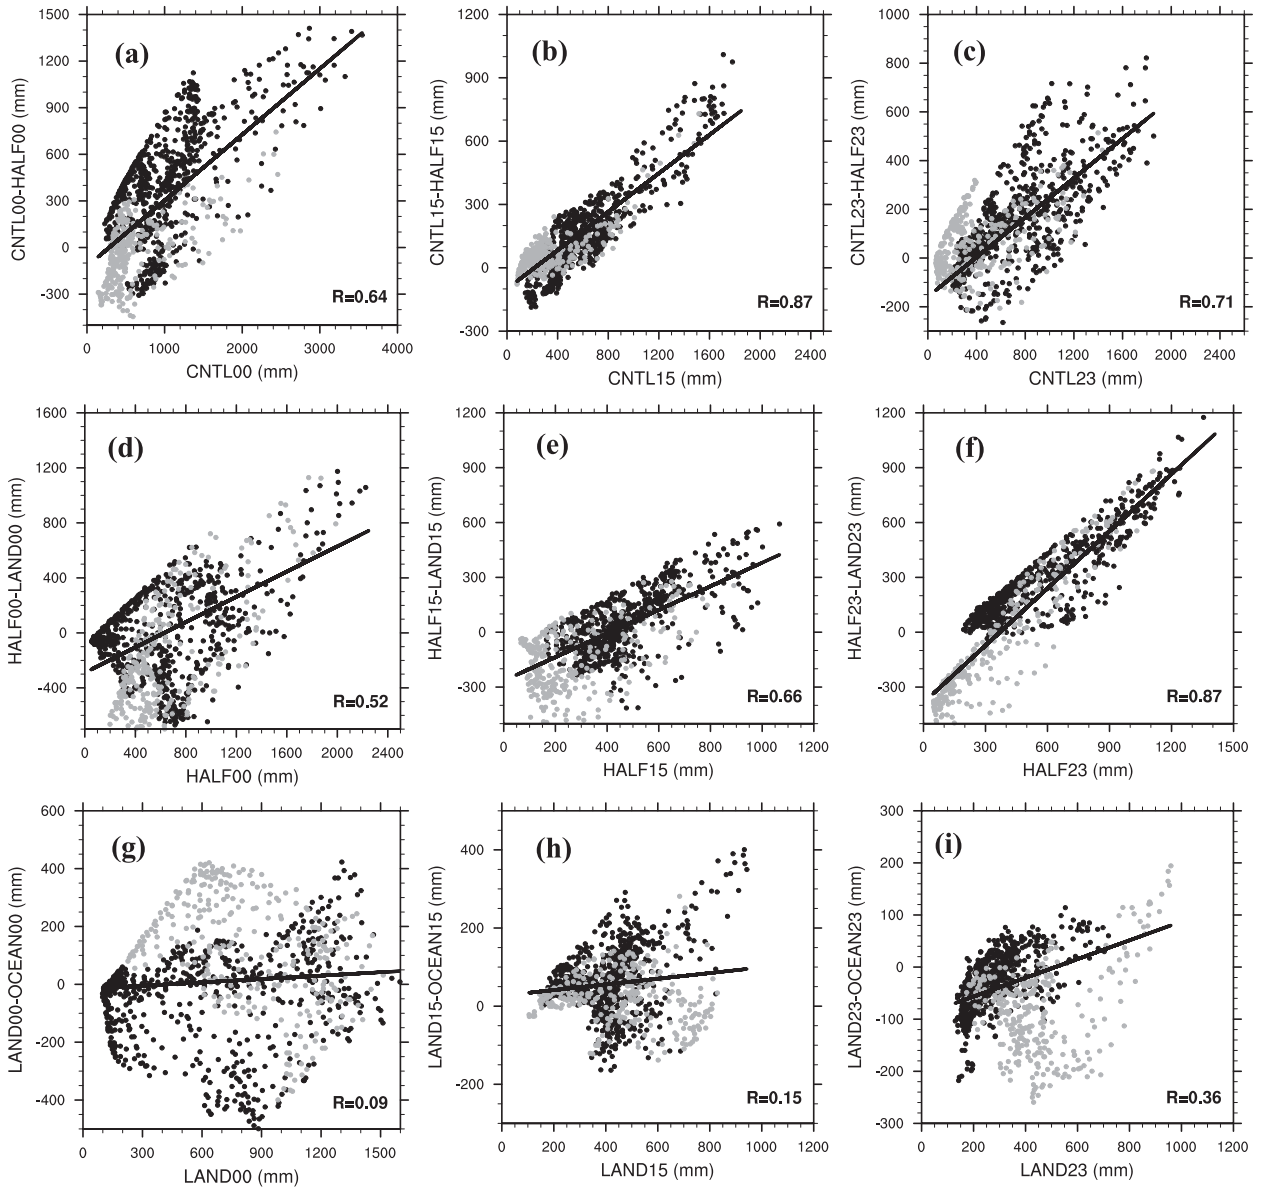 (a)
CNTL00-HALF00 (mm)
1500
1200
900
600
300
0
-300
R=0.64
0 1000 2000 3000 4000
CNTL00 (mm)
(b)
CNTL15-HALF15 (mm)
1200
900
600
300
0
-300
R=0.87
0 400 800 1200 1600 2000 2400
CNTL15 (mm)
(c)
CNTL23-HALF23 (mm)
1000
800
600
400
200
0
-200
R=0.71
0 400 800 1200 1600 2000 2400
CNTL23 (mm)
(d)
HALF00-LAND00 (mm)
1600
1200
800
400
0
-400
R=0.52
0 400 800 1200 1600 2000 2400
HALF00 (mm)
(e)
HALF15-LAND15 (mm)
1200
900
600
300
0
-300
R=0.66
0 200 400 600 800 1000 1200
HALF15 (mm)
(f)
HALF23-LAND23 (mm)
1200
900
600
300
0
-300
R=0.87
0 300 600 900 1200 1500
HALF23 (mm)
(g)
LAND00-OCEAN00 (mm)
600
400
200
0
-200
-400
R=0.09
0 300 600 900 1200 1500
LAND00 (mm)
(h)
LAND15-OCEAN15 (mm)
400
200
0
-200
R=0.15
0 200 400 600 800 1000 1200
LAND15 (mm)
(i)
LAND23-OCEAN23 (mm)
300
200
100
0
-100
-200
-300
R=0.36
0 200 400 600 800 1000 1200
LAND23 (mm)